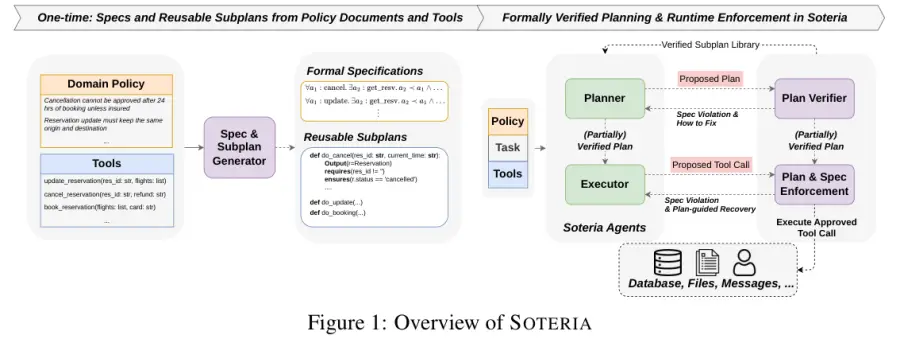 One-time: Specs and Reusable Subplans from Policy Documents and Tools
Formally Verified Planning & Runtime Enforcement in Soteria
Domain Policy
Cancellation cannot be approved after 24
hrs of booking unless insured
Reservation update must keep the same
origin and destination
...
Tools
update_reservation(res_id: str, flights: list)
cancel_reservation(res_id: str, refund: str)
book_reservation(flights: list, card: str)
...
Spec &
Subplan
Generator
Formal Specifications
∀a₁ : cancel. ∃a₂ : get_resv. a₂ ≺ a₁ ∧ ...
∀a₁ : update. ∃a₂ : get_resv. a₂ ≺ a₁ ∧ ...
⋮
Reusable Subplans
def do_cancel(res_id: str, current_time: str):
Output(r=Reservation)
requires(res_id != '')
ensures(r.status == 'cancelled')
....
def do_update(...)
def do_booking(...)
Policy
Task
Tools
Verified Subplan Library
Planner
Proposed Plan
Plan Verifier
Spec Violation &
How to Fix
(Partially)
Verified Plan
(Partially)
Verified Plan
Executor
Proposed Tool Call
Plan & Spec
Enforcement
Spec Violation
& Plan-guided Recovery
Soteria Agents
Execute Approved
Tool Call
Database, Files, Messages, ...
Figure 1: Overview of SOTERIA